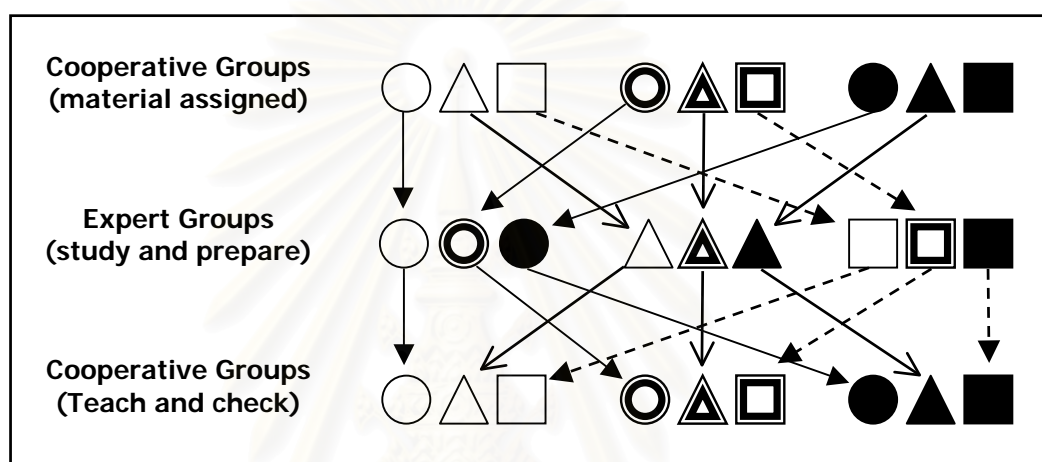 Cooperative Groups
(material assigned)
Expert Groups
(study and prepare)
Cooperative Groups
(Teach and check)